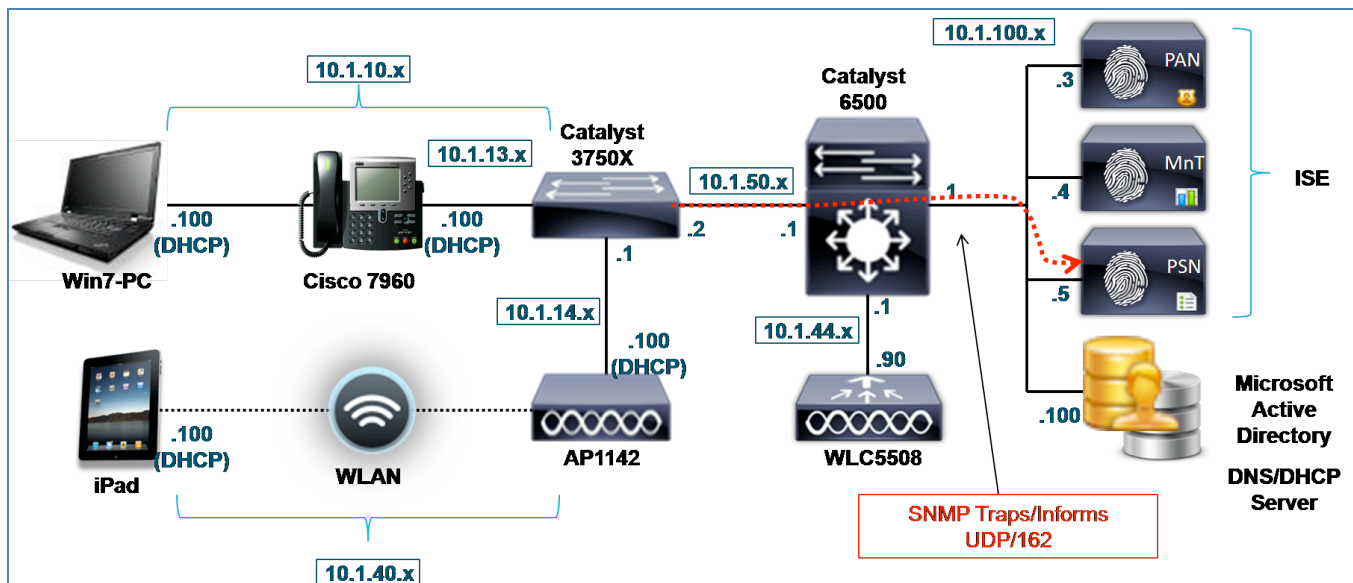 10.1.100.x
10.1.10.x
Catalyst
6500
PAN
.3
Catalyst
3750X
10.1.13.x
MnT
.4
ISE
10.1.50.x
.1
.100
(DHCP)
.100
(DHCP)
.2
.1
.1
PSN
.5
Win7-PC
Cisco 7960
10.1.14.x
.1
10.1.44.x
.100
(DHCP)
.90
.100
Microsoft
Active
Directory
DNS/DHCP
Server
.100
(DHCP)
iPad
WLAN
AP1142
WLC5508
SNMP Traps/Informs
UDP/162
10.1.40.x